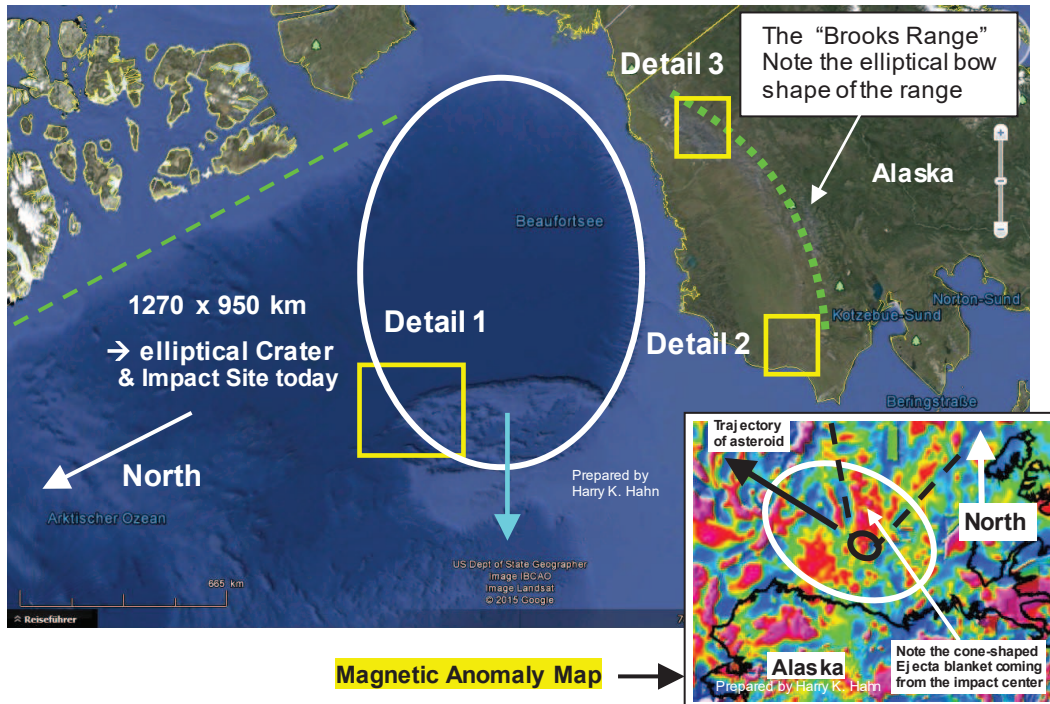 The "Brooks Range"
Note the elliptical bow
shape of the range
Detail 3
Alaska
Beaufortsee
1270 x 950 km
→ elliptical Crater
& Impact Site today
Detail 1
Detail 2
Norton-Sund
Kotzebue-Sund
Beringstraße
North
Prepared by
Harry K. Hahn
Arktischer Ozean
US Dept of State Geographer
Image IBCAO
Image Landsat
© 2015 Google
665 km
Reiseführer
Trajectory
of asteroid
North
Note the cone-shaped
Ejecta blanket coming
from the impact center
Alaska
Prepared by Harry K. Hahn
Magnetic Anomaly Map